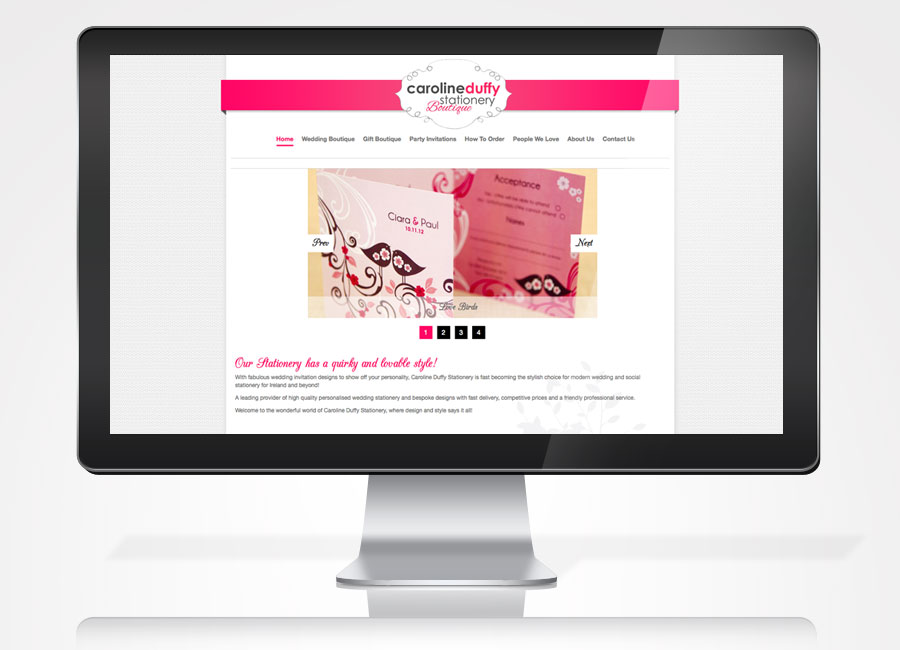 carolineduffy
stationery
Boutique
Home Wedding Boutique Gift Boutique Party Invitations How To Order People We Love About Us Contact Us
Ciara & Paul
10.11.12
Acceptance
Names
Prev
Next
Love Birds
1 2 3 4
Our Stationery has a quirky and lovable style!
With fabulous wedding invitation designs to show off your personality, Caroline Duffy Stationery is fast becoming the stylish choice for modern wedding and social
stationery for Ireland and beyond!
A leading provider of high quality personalised wedding stationery and bespoke designs with fast delivery, competitive prices and a friendly professional service.
Welcome to the wonderful world of Caroline Duffy Stationery, where design and style says it all!